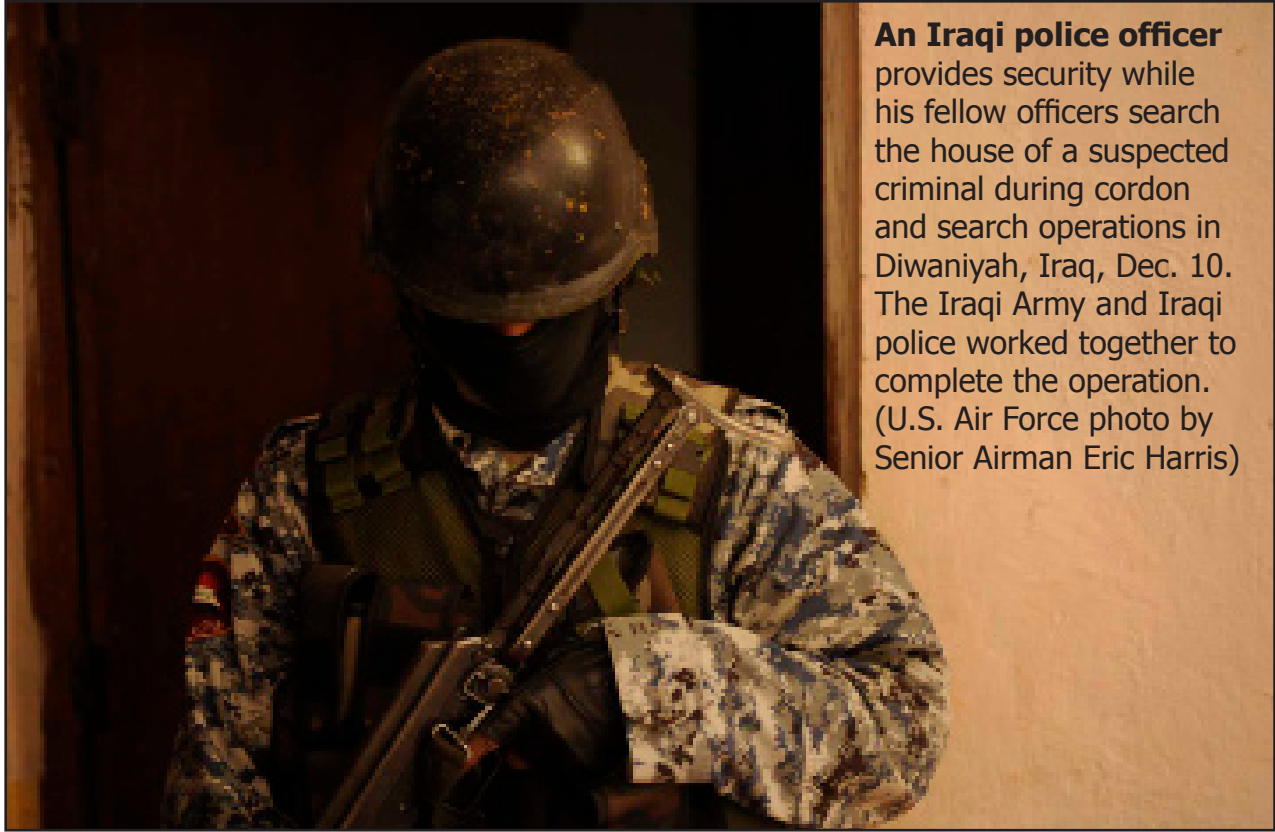 An Iraqi police officer
provides security while
his fellow officers search
the house of a suspected
criminal during cordon
and search operations in
Diwaniyah, Iraq, Dec. 10.
The Iraqi Army and Iraqi
police worked together to
complete the operation.
(U.S. Air Force photo by
Senior Airman Eric Harris)